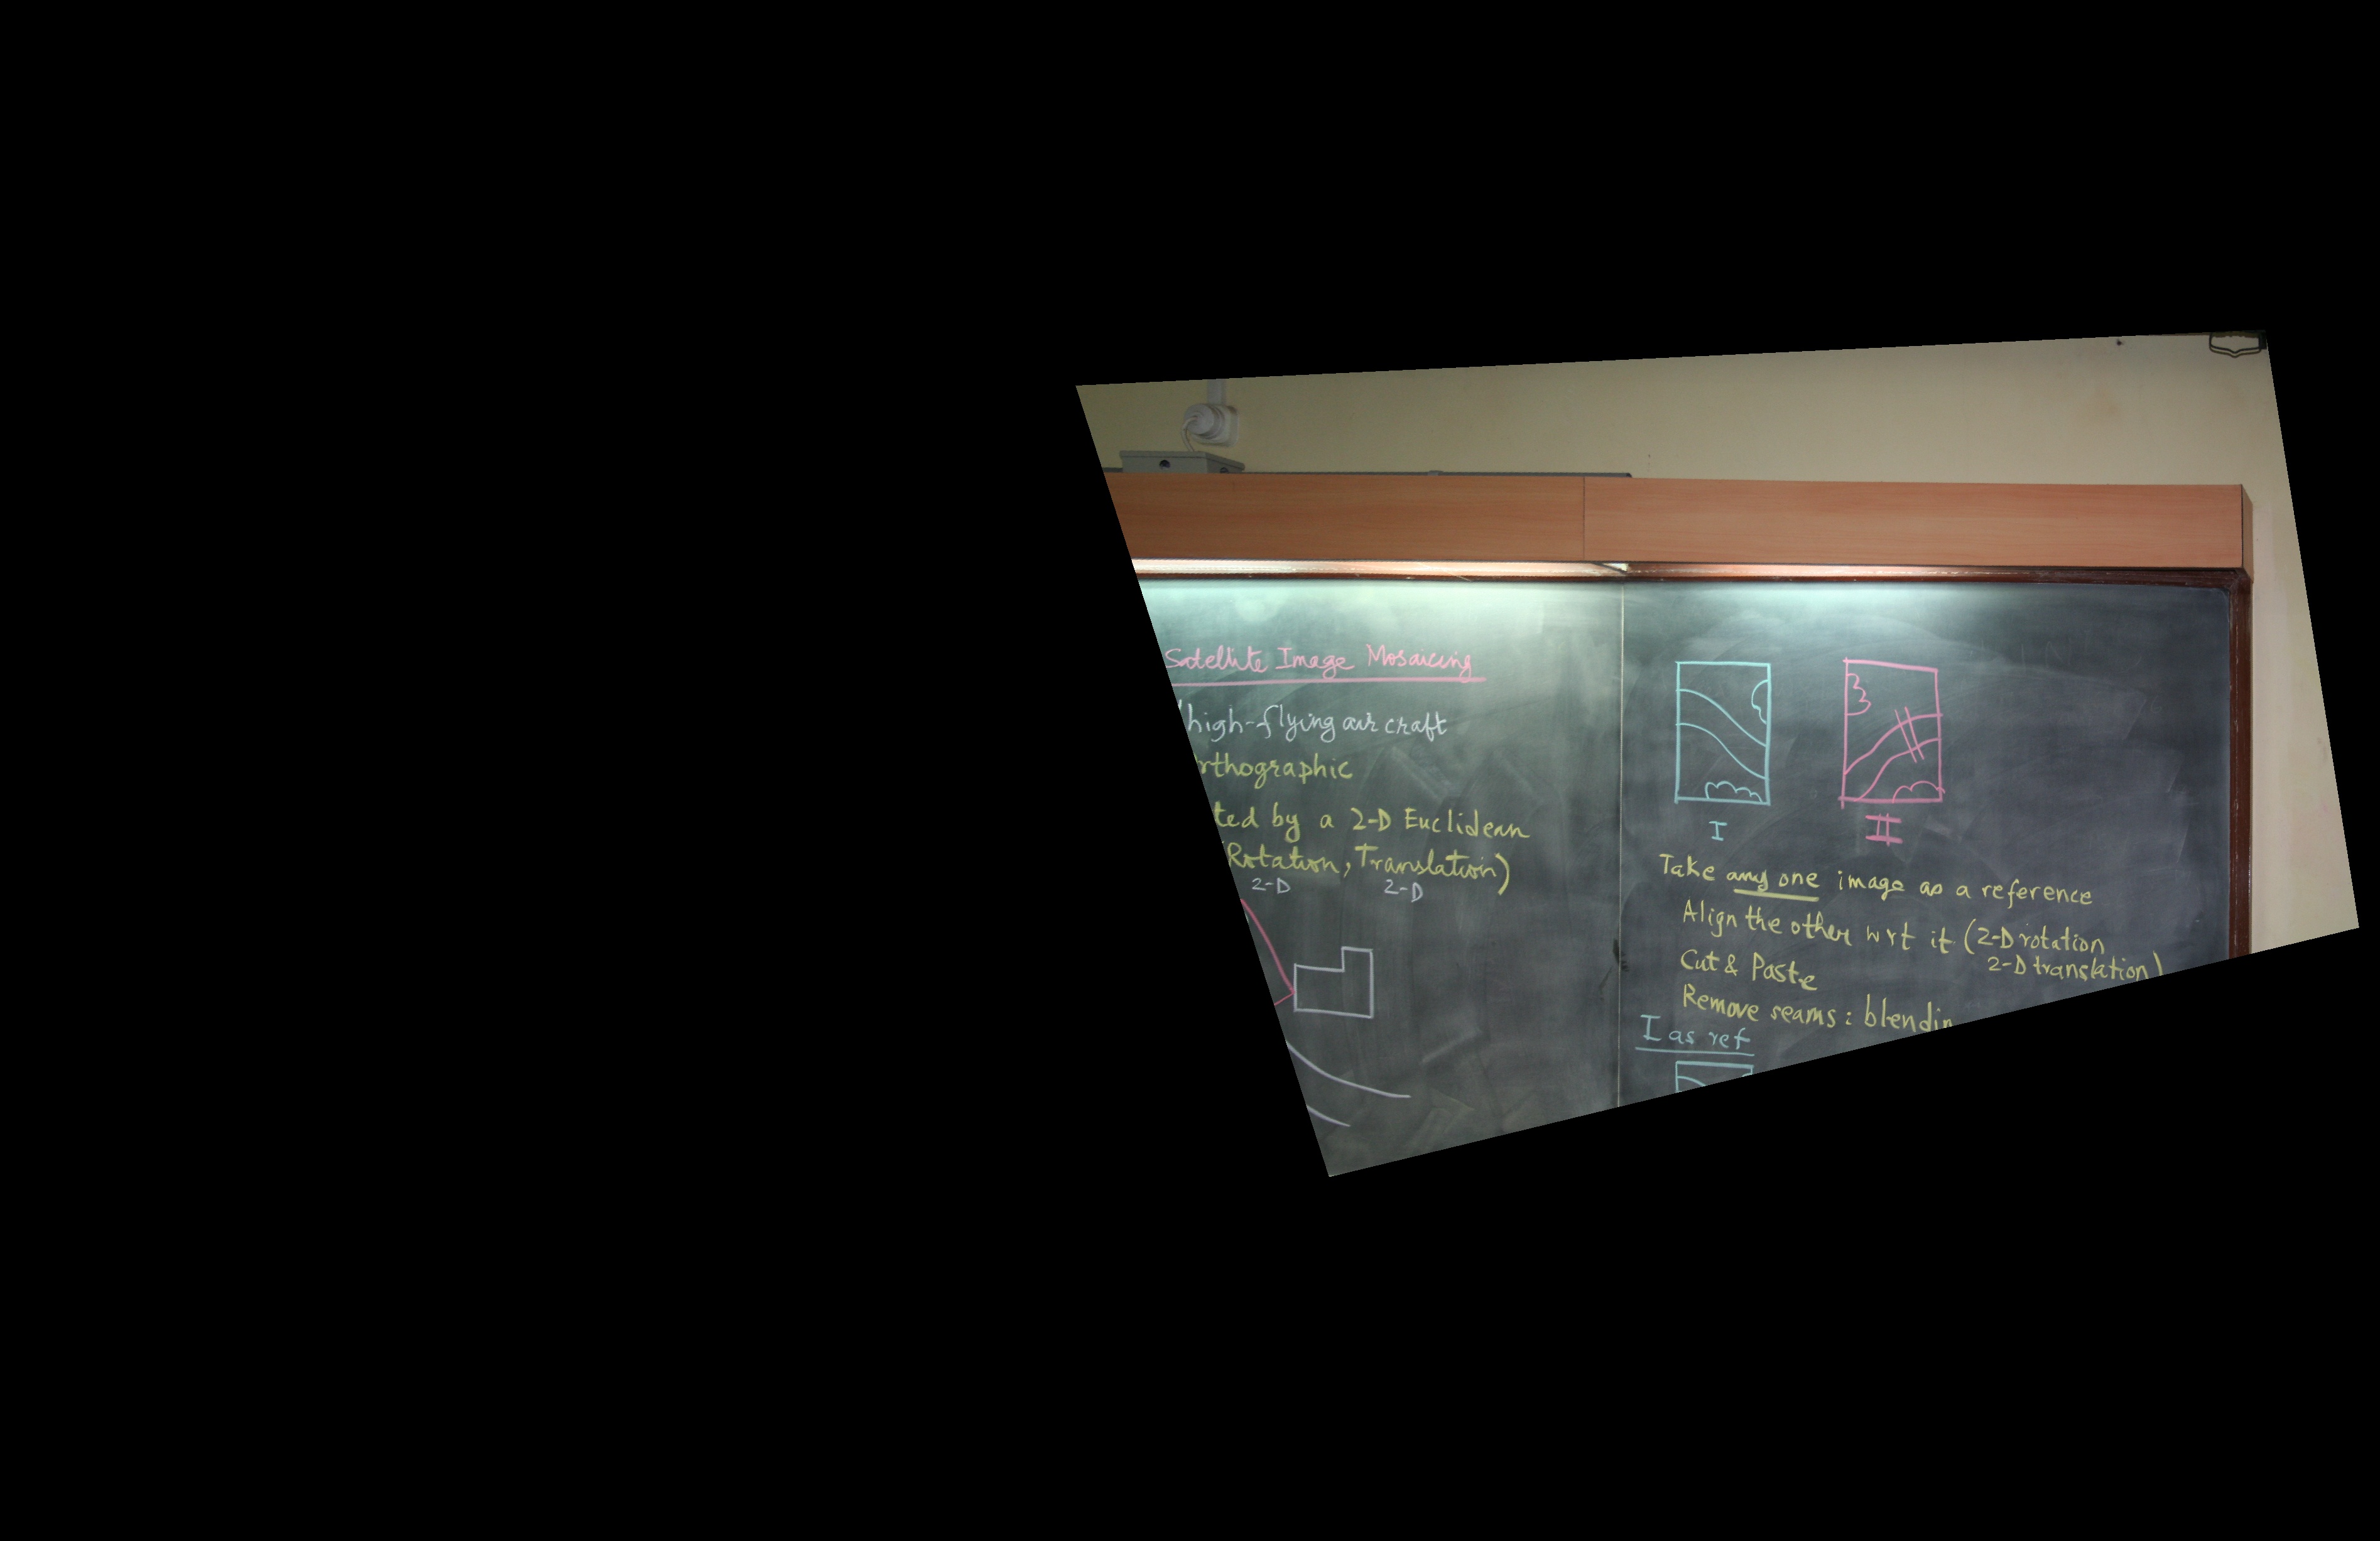 Satellite Image Mosaicing
high-flying air craft
rthographic
ted by a 2-D Euclidean
(Rotation, Translation)
2-D 2-D
I II
Take any one image as a reference
Align the other wrt it (2-D rotation
2-D translation)
Cut & Paste
Remove seams : blendin
I as ref